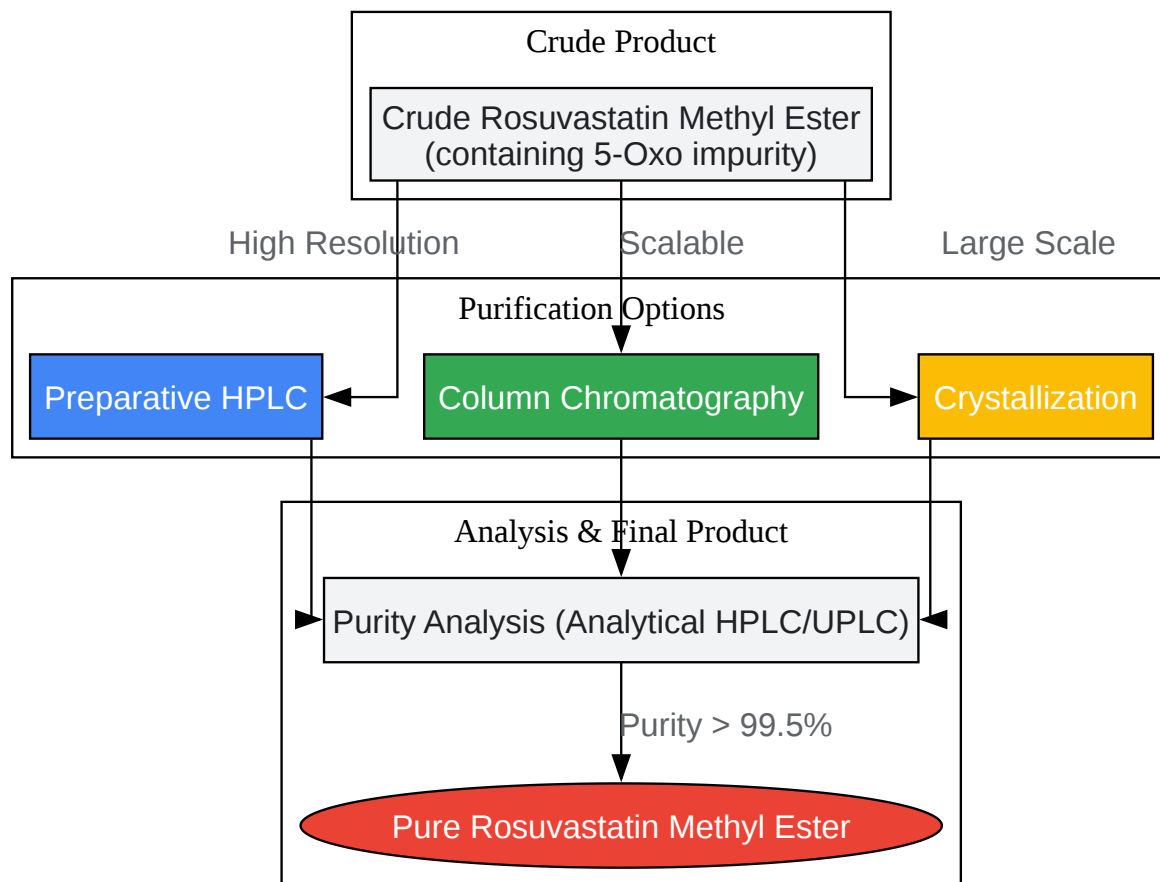 Crude Product
Crude Rosuvastatin Methyl Ester
(containing 5-Oxo impurity)
High Resolution
Scalable
Large Scale
Purification Options
Preparative HPLC
Column Chromatography
Crystallization
Analysis & Final Product
Purity Analysis (Analytical HPLC/UPLC)
Purity > 99.5%
Pure Rosuvastatin Methyl Ester